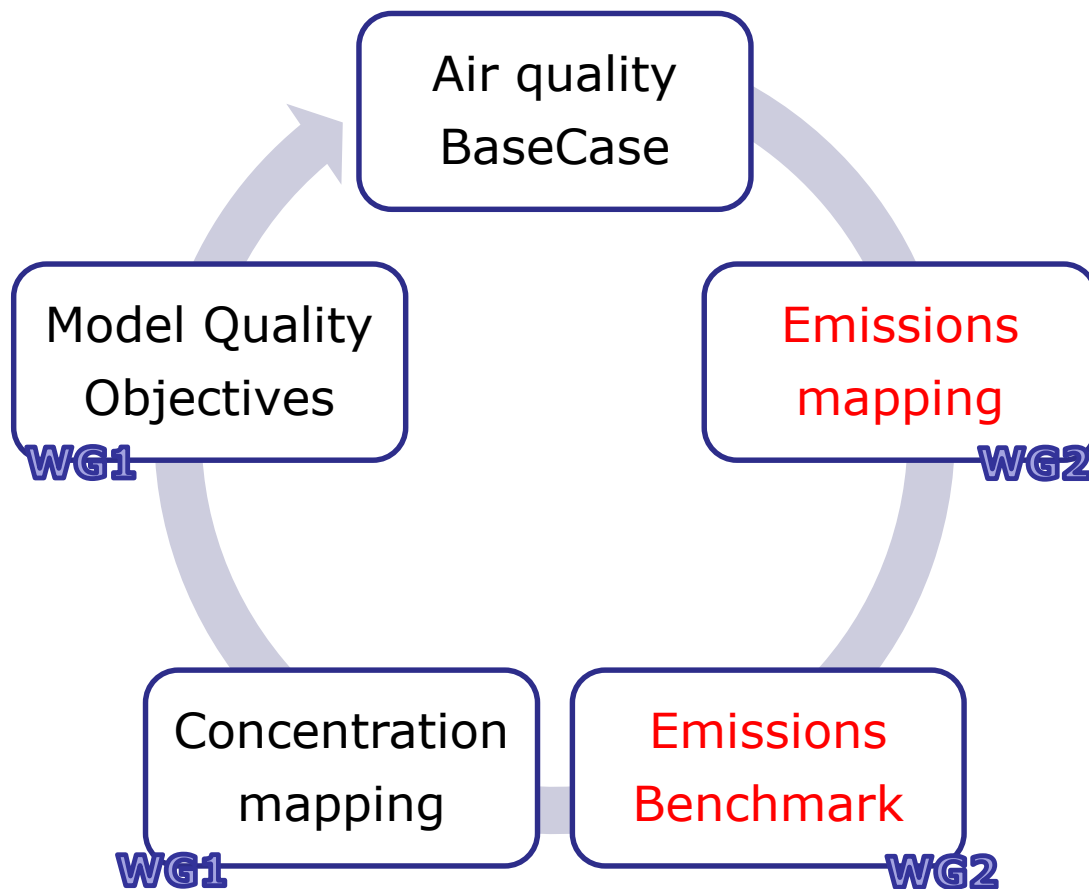 Air quality
BaseCase
Emissions
mapping
WG2
Emissions
Benchmark
WG2
Concentration
mapping
WG1
Model Quality
Objectives
WG1